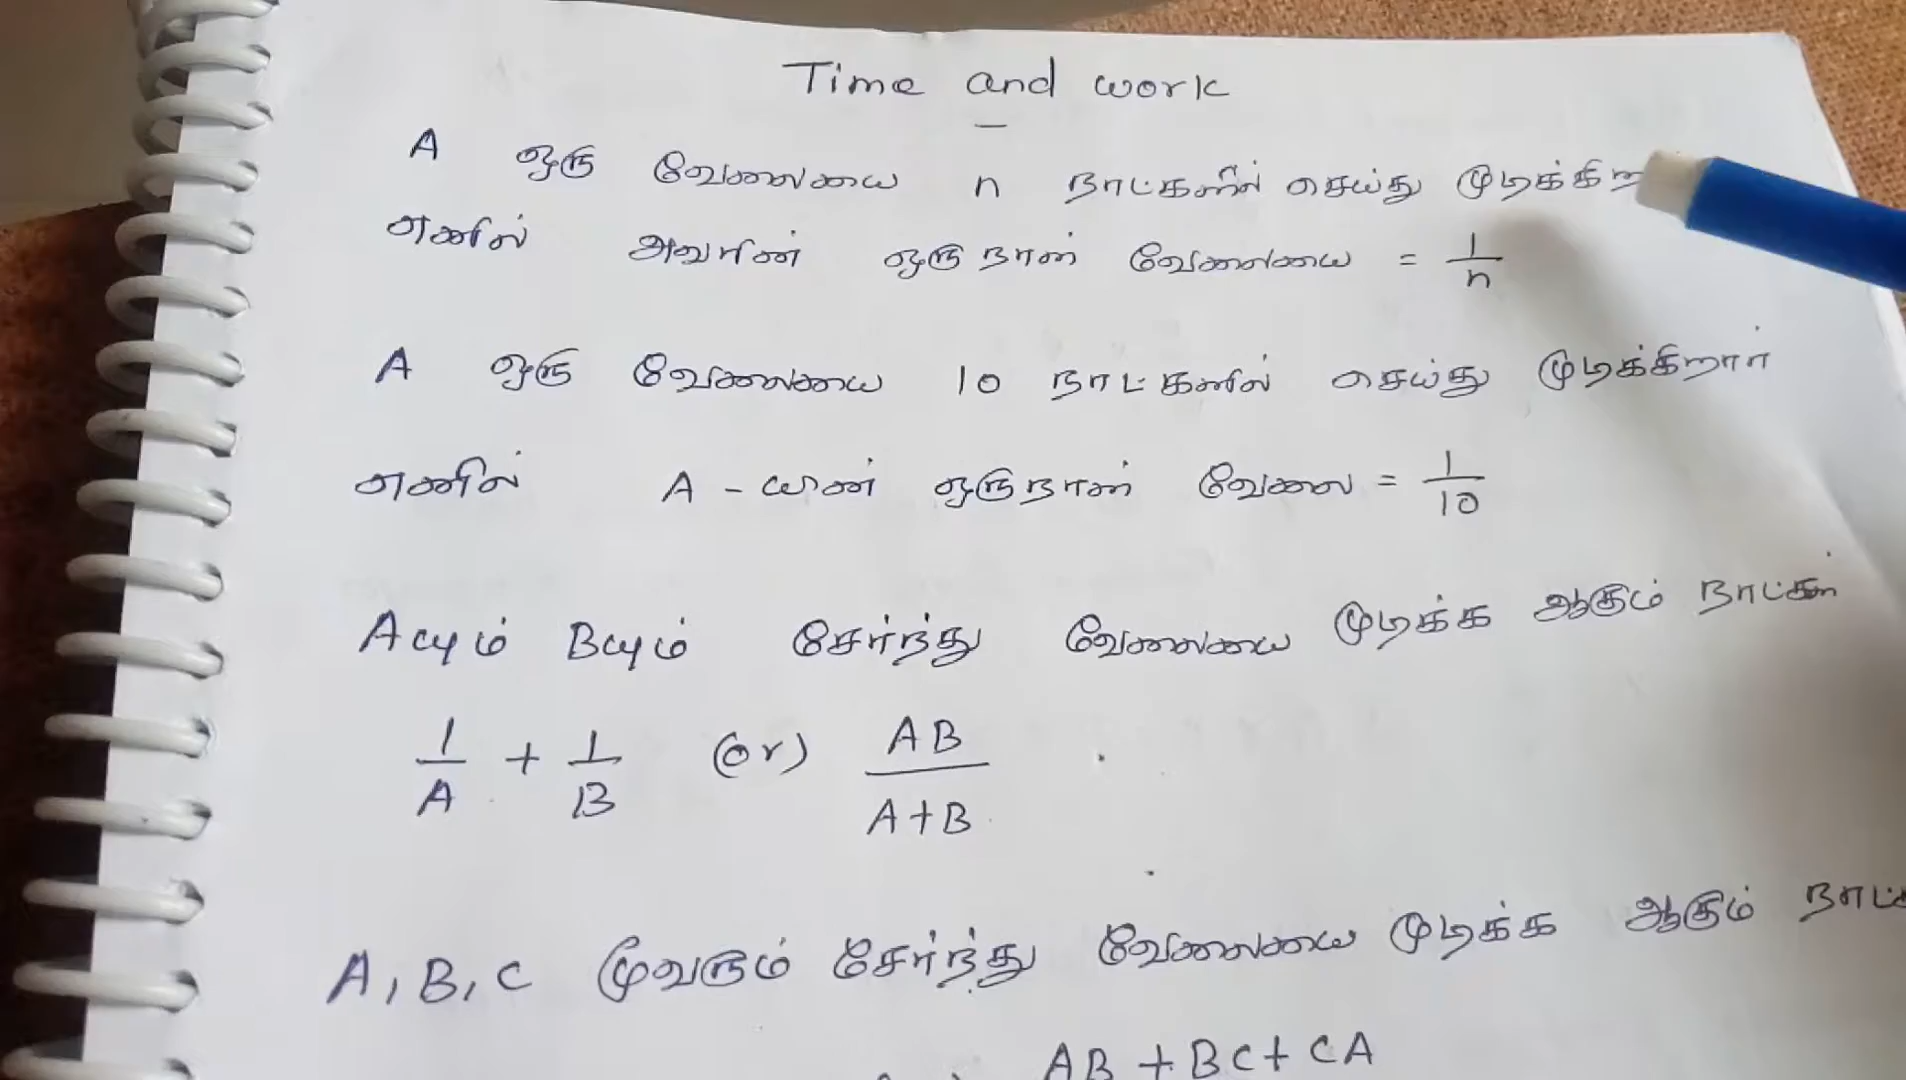 Time and work
A ஒரு வேலையை n நாட்களில் செய்து
எனில் அவரின் ஒருநாள் வேலையை = 1/n
A ஒரு வேலையை 10 நாட்களில் செய்து முடிக்கிறார்
எனில் A - யின் ஒருநாள் வேலை = 1/10
Aயும் Bயும் சேர்ந்து வேலையை முடிக்க ஆகும் நாட்கள்
1/A + 1/B (or) AB/A+B
A, B, C மூவரும் சேர்ந்து வேலையை முடிக்க ஆகும்
AB + BC + CA